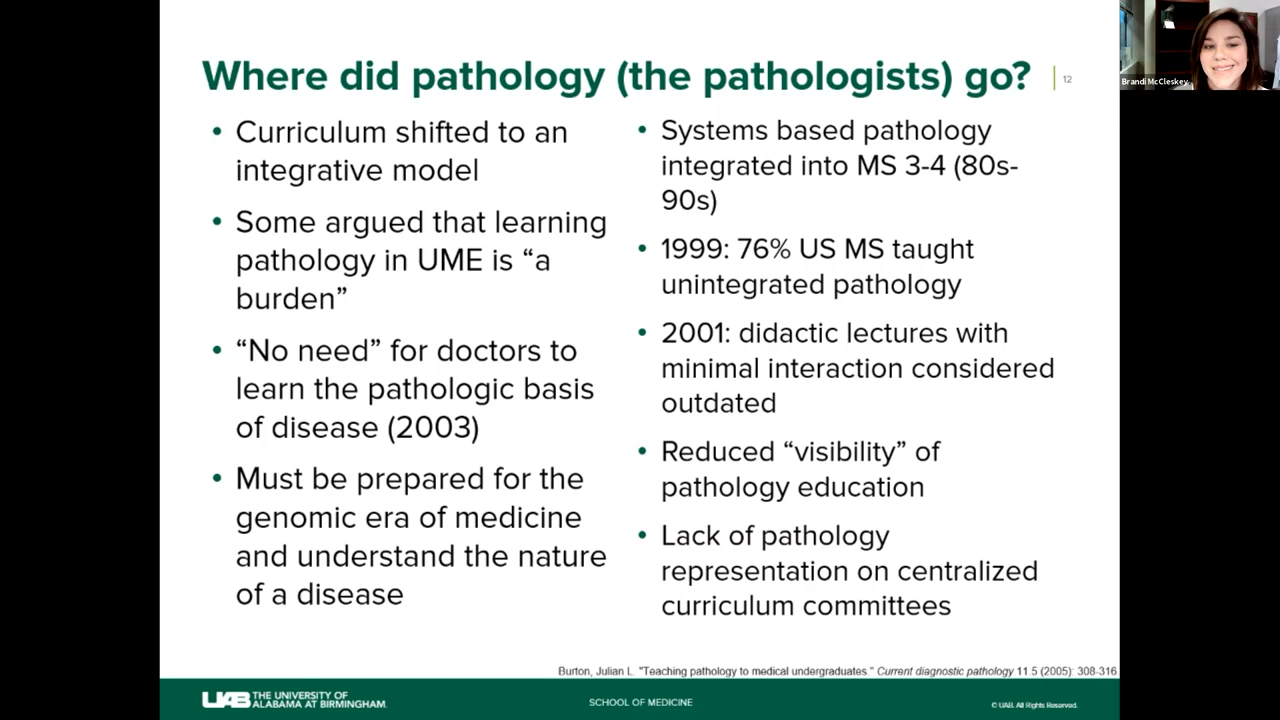 Where did pathology (the pathologists) go?
12
Brandi McCleskey
• Curriculum shifted to an
integrative model
• Some argued that learning
pathology in UME is “a
burden”
• “No need” for doctors to
learn the pathologic basis
of disease (2003)
• Must be prepared for the
genomic era of medicine
and understand the nature
of a disease
• Systems based pathology
integrated into MS 3-4 (80s-
90s)
• 1999: 76% US MS taught
unintegrated pathology
• 2001: didactic lectures with
minimal interaction considered
outdated
• Reduced “visibility” of
pathology education
• Lack of pathology
representation on centralized
curriculum committees
Burton, Julian L. "Teaching pathology to medical undergraduates." Current diagnostic pathology 11.5 (2005): 308-316
UAB THE UNIVERSITY OF
ALABAMA AT BIRMINGHAM.
SCHOOL OF MEDICINE
© UAB. All Rights Reserved.